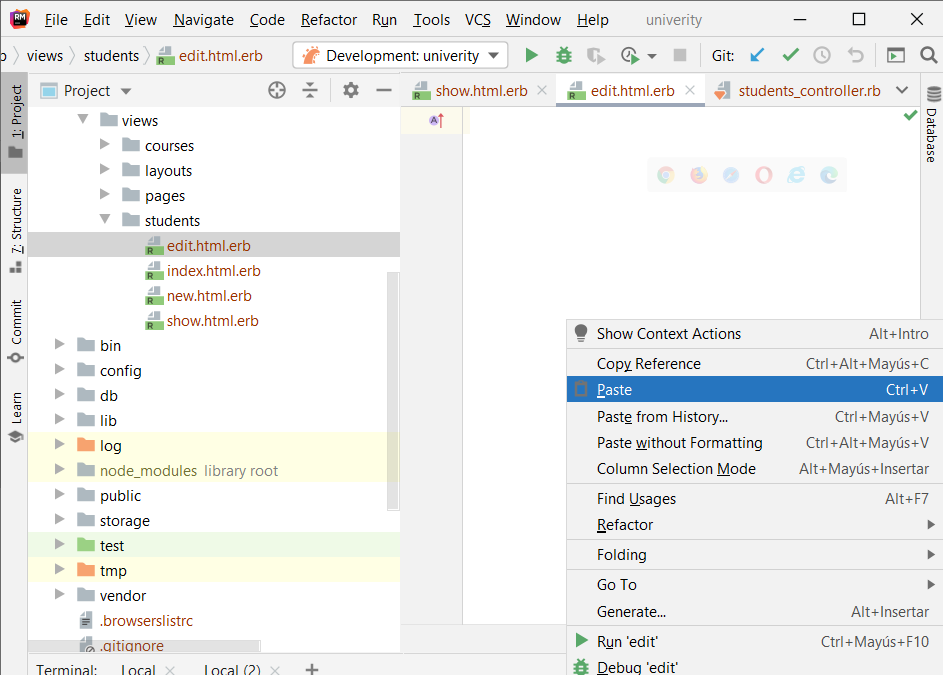 RM File Edit View Navigate Code Refactor Run Tools VCS Window Help univerity
views students edit.html.erb Development: univerity Git:
1: Project
7: Structure
Commit
Learn
Project
views
courses
layouts
pages
students
R edit.html.erb
R index.html.erb
R new.html.erb
R show.html.erb
bin
config
db
lib
log
node_modules library root
public
storage
test
tmp
vendor
.browserslistrc
.gitignore
show.html.erb edit.html.erb students_controller.rb
Database
Show Context Actions Alt+Intro
Copy Reference Ctrl+Alt+Mayús+C
Paste Ctrl+V
Paste from History... Ctrl+Mayús+V
Paste without Formatting Ctrl+Alt+Mayús+V
Column Selection Mode Alt+Mayús+Insertar
Find Usages Alt+F7
Refactor
Folding
Go To
Generate... Alt+Insertar
Run 'edit' Ctrl+Mayús+F10
Debug 'edit'
Terminal: Local Local (2)